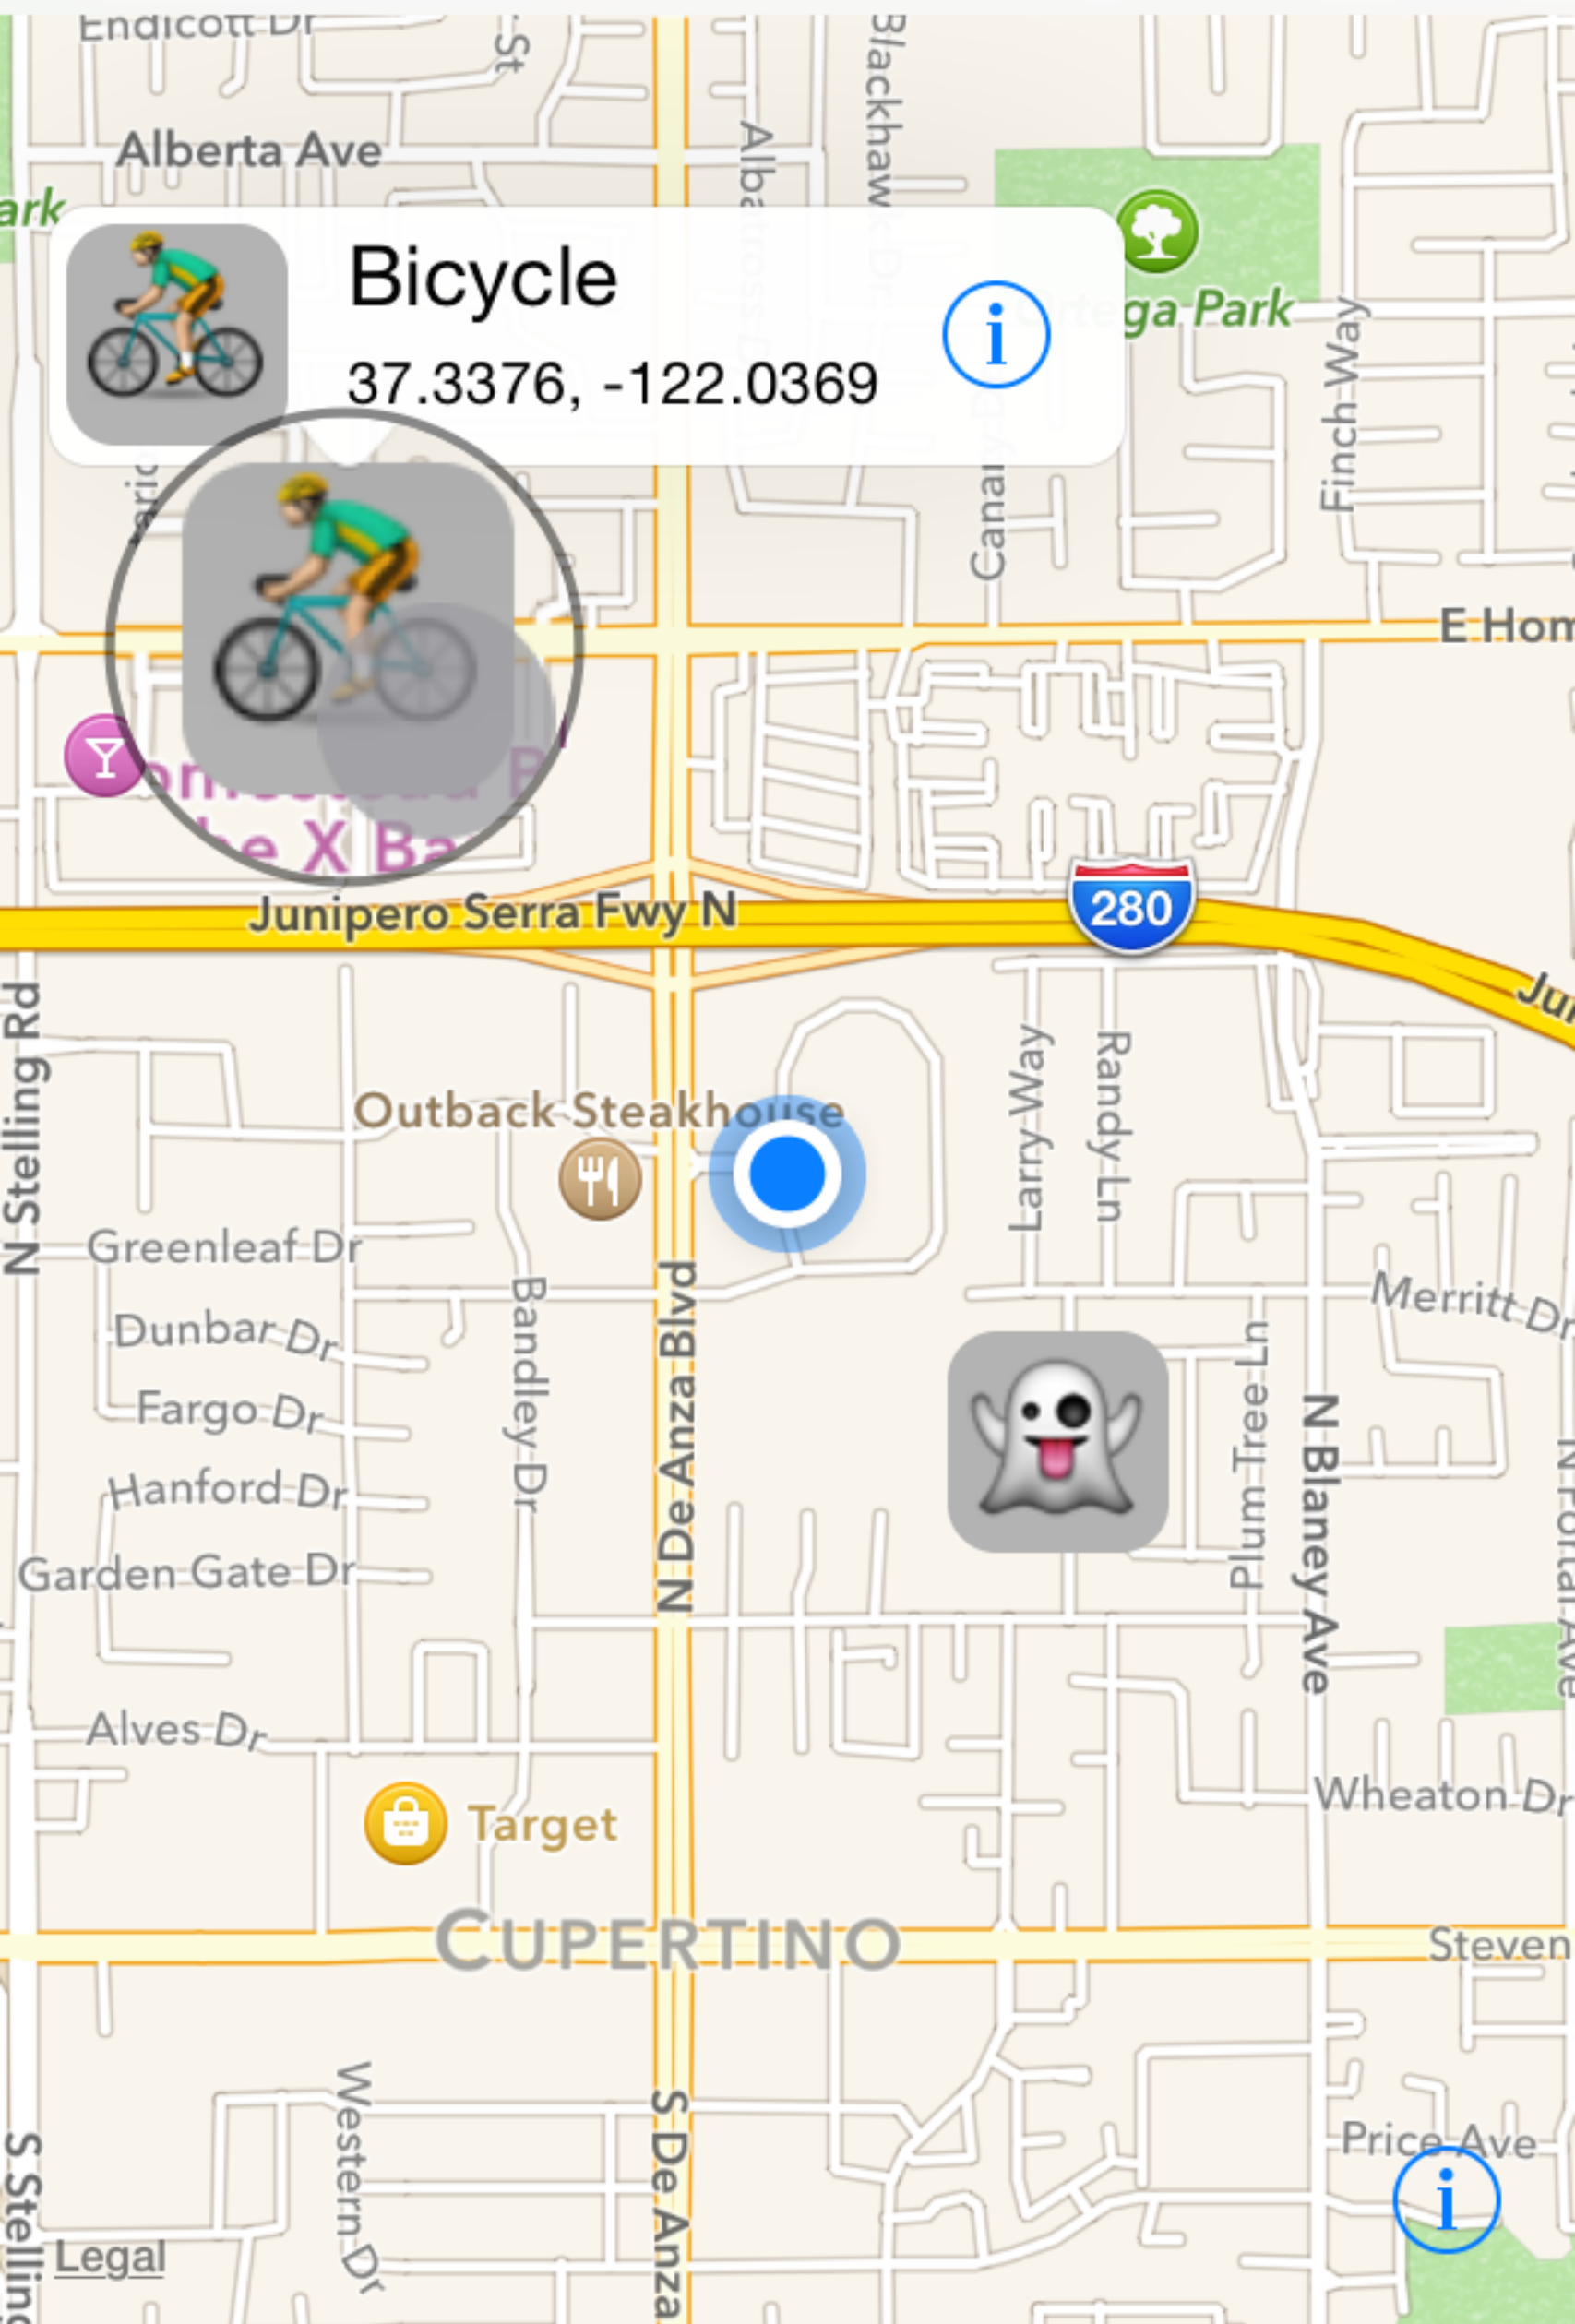 Endicott Dr
St
Blackhawk Dr
Alberta Ave
Albatross D
ark
Bicycle
37.3376, -122.0369
Ortega Park
Finch Way
Canary D
E Hom
omestead B
he X Ba
Junipero Serra Fwy N
280
Jun
N Stelling Rd
Outback Steakhouse
Larry Way
Randy Ln
Greenleaf Dr
Merritt Dr
Bandley Dr
N De Anza Blvd
Dunbar Dr
Plum Tree Ln
Fargo Dr
N Blaney Ave
Hanford Dr
N Portal Ave
Garden Gate Dr
Alves Dr
Wheaton Dr
Target
CUPERTINO
Steven
Western Dr
S De Anza
S Stelling
Price Ave
Legal